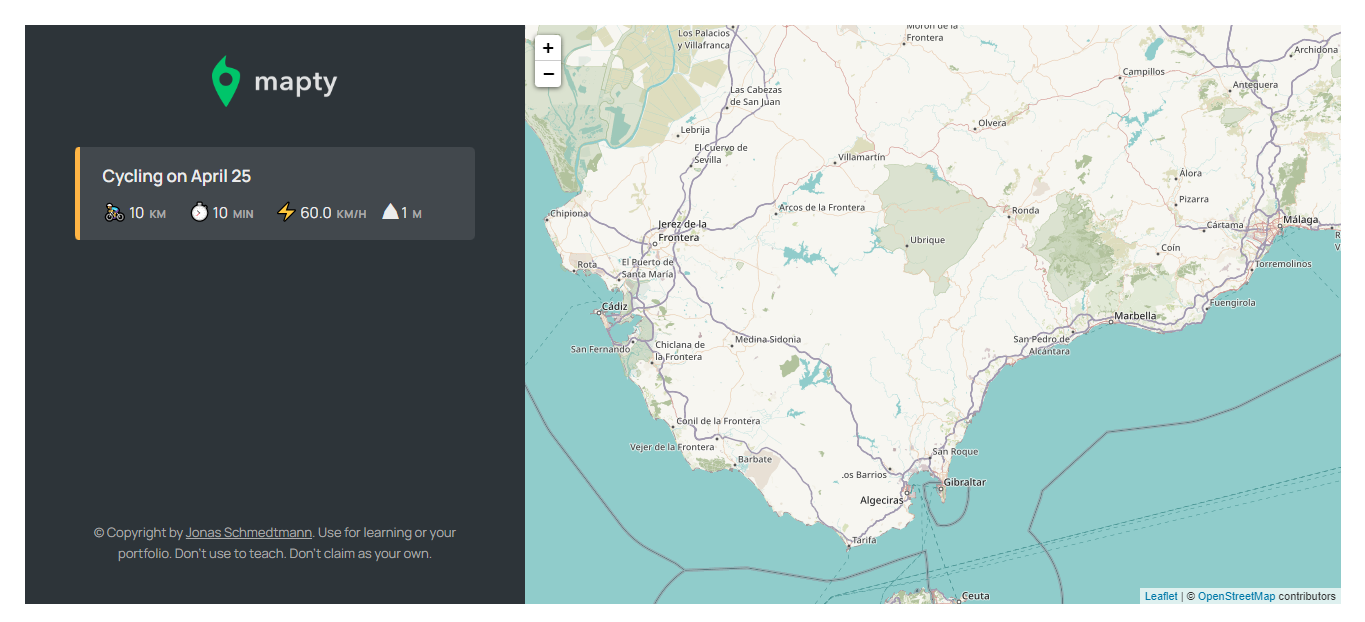 mapty
Cycling on April 25
10 KM
10 MIN
60.0 KM/H
1 M
© Copyright by Jonas Schmedtmann. Use for learning or your
portfolio. Don't use to teach. Don't claim as your own.
+
−
Los Palacios
y Villafranca
Morón de la
Frontera
Archidona
Campillos
Antequera
Las Cabezas
de San Juan
Lebrija
Olvera
El Cuervo de
Sevilla
Villamartín
Álora
Pizarra
Chipiona
Arcos de la Frontera
Ronda
Jerez de la
Frontera
Málaga
Cártama
Ubrique
Coín
Rota
El Puerto de
Santa María
Torremolinos
Cádiz
Fuengirola
Marbella
San Fernando
Chiclana de
la Frontera
Medina Sidonia
San Pedro de
Alcántara
Conil de la Frontera
Vejer de la Frontera
Barbate
San Roque
Los Barrios
Gibraltar
Algeciras
Tarifa
Ceuta
Leaflet | © OpenStreetMap contributors